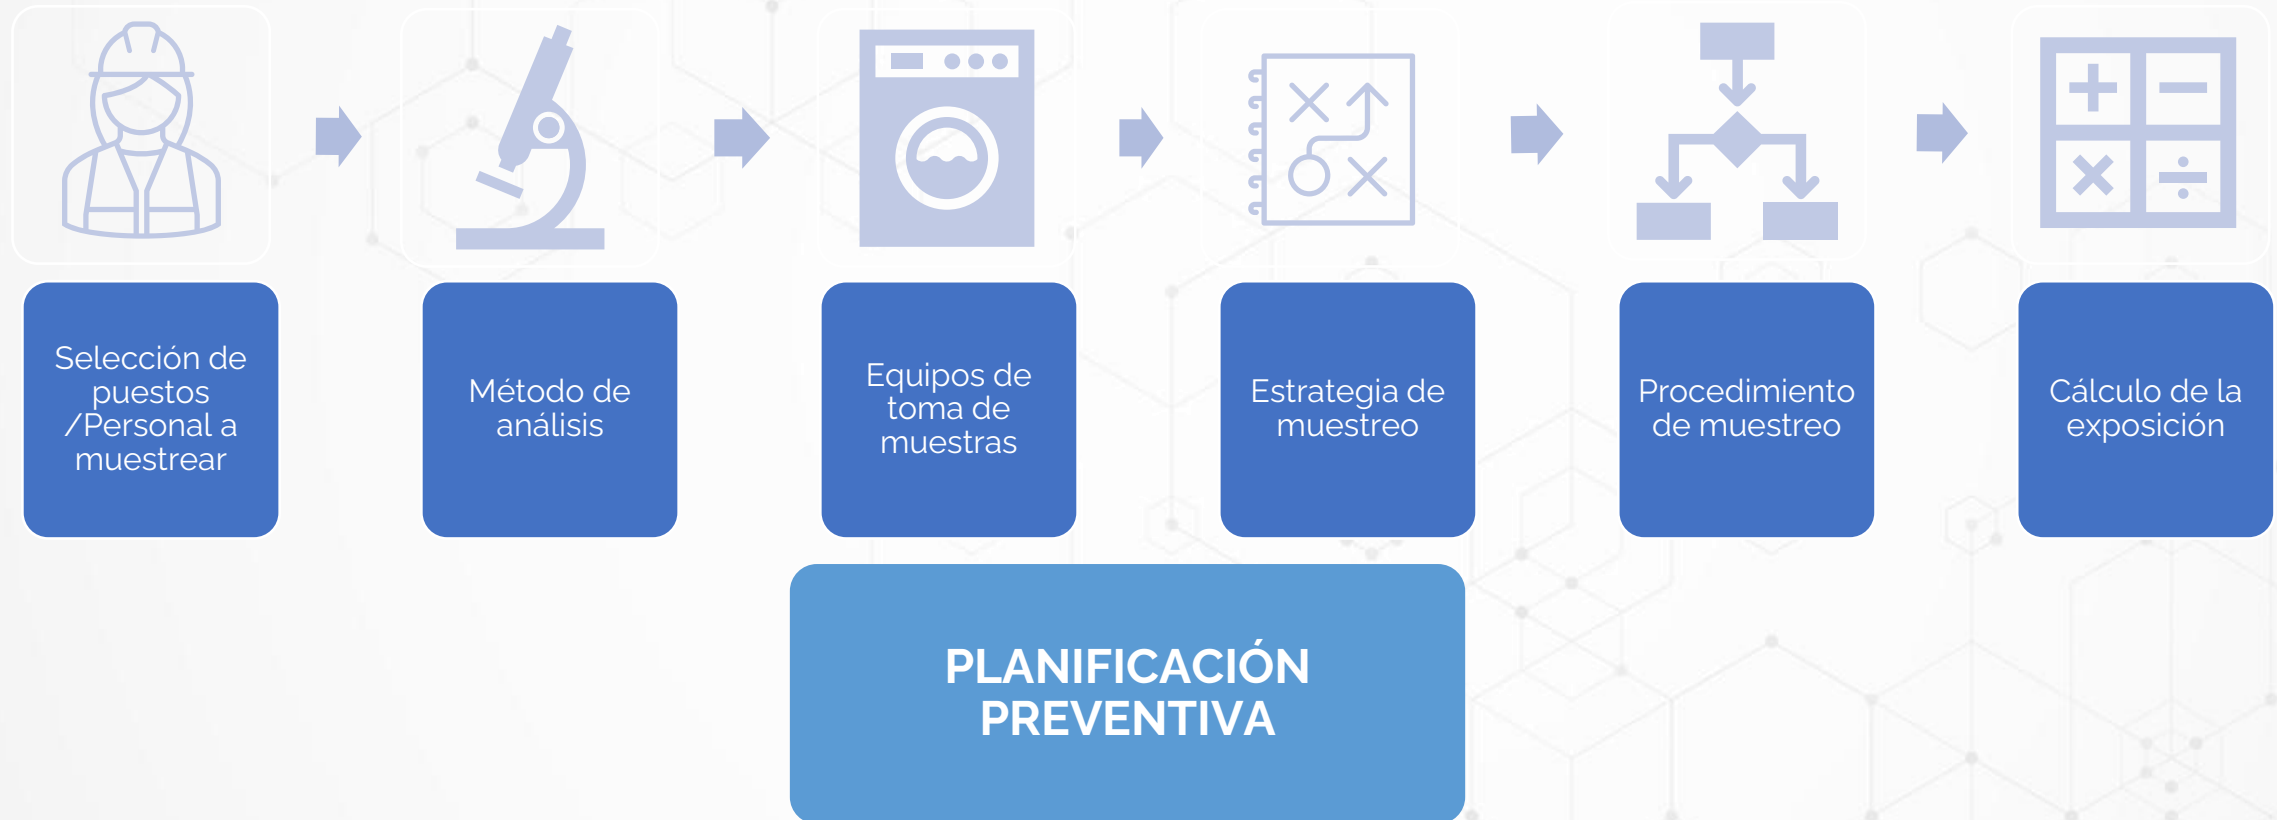 Selección de
puestos
/Personal a
muestrear
Método de
análisis
Equipos de
toma de
muestras
Estrategia de
muestreo
Procedimiento
de muestreo
Cálculo de la
exposición
PLANIFICACIÓN
PREVENTIVA